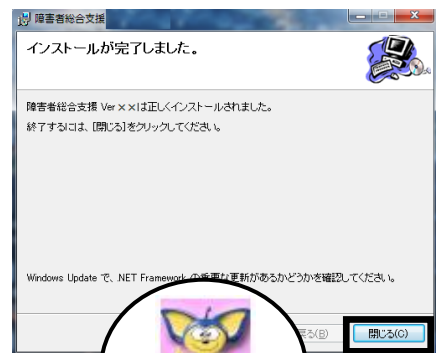 障害者総合支援
インストールが完了しました。
障害者総合支援 Ver ××は正しくインストールされました。
終了するには、[閉じる]をクリックしてください。
Windows Update で、.NET Framework の重要な更新があるかどうかを確認してください。
戻る(B)
閉じる(C)